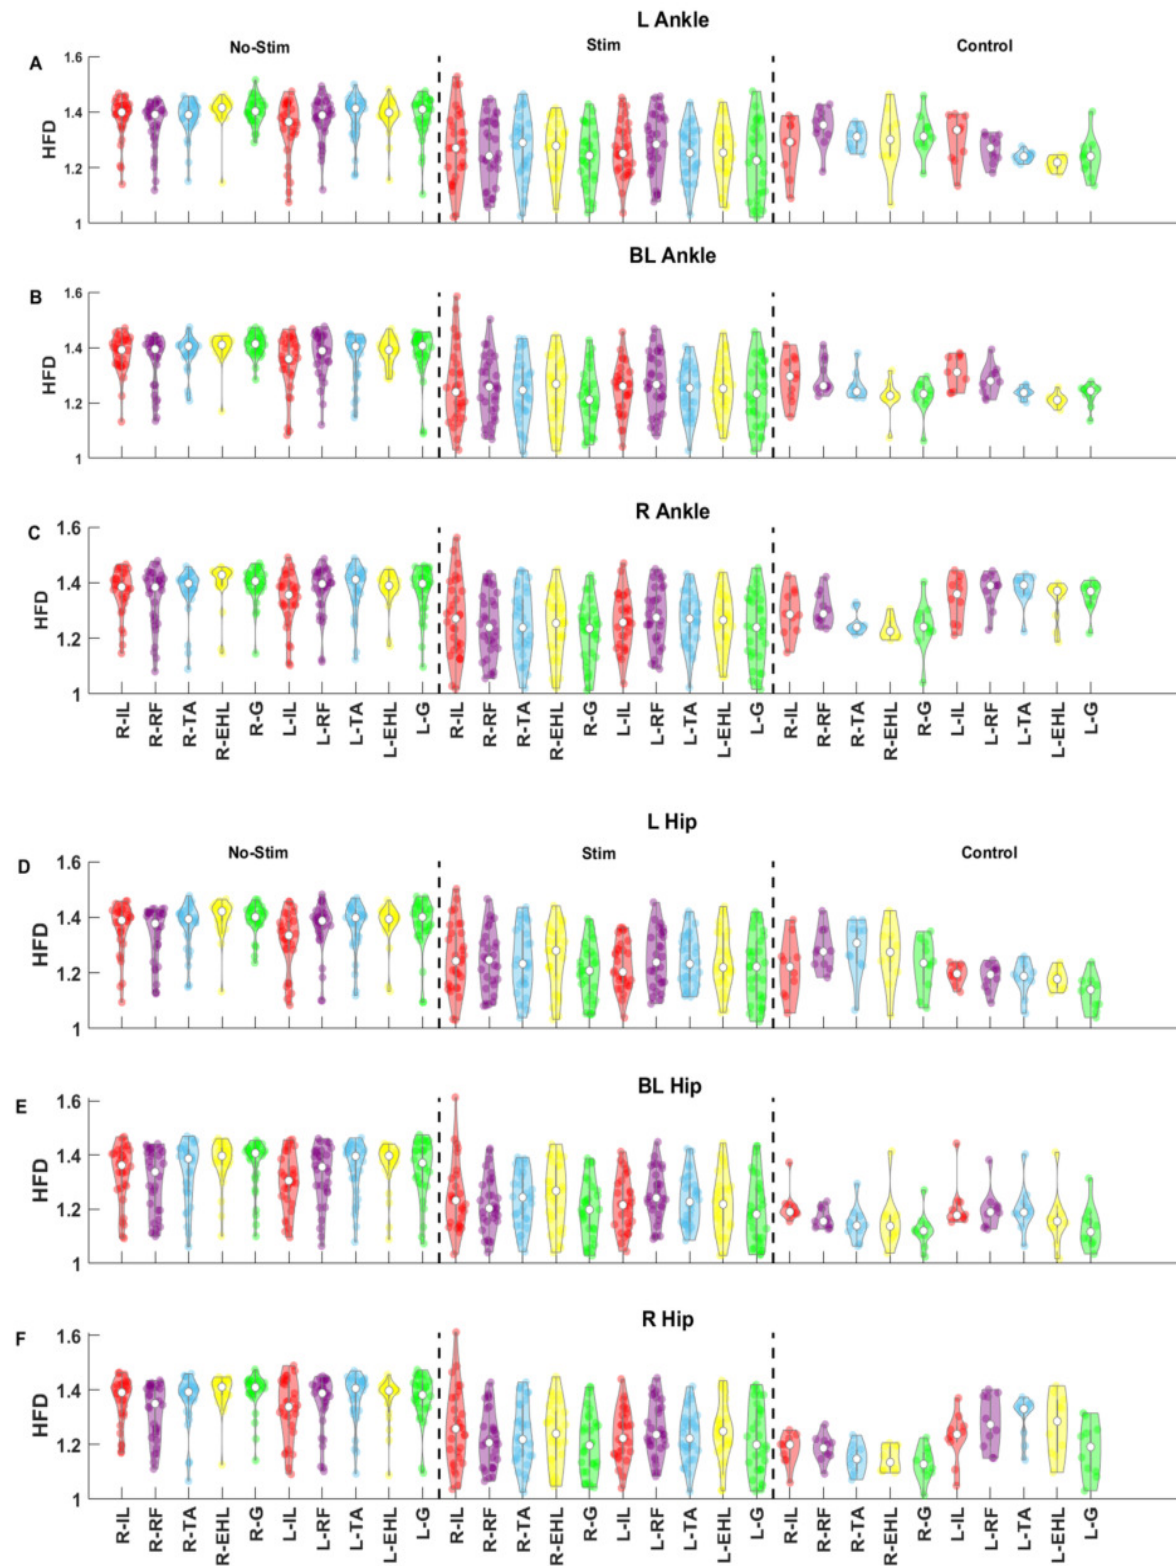 L Ankle
No-Stim Stim Control
A
1.6
1.4
1.2
1
HFD
BL Ankle
B
1.6
1.4
1.2
1
HFD
R Ankle
C
1.6
1.4
1.2
1
HFD
R-IL R-RF R-TA R-EHL R-G L-IL L-RF L-TA L-EHL L-G R-IL R-RF R-TA R-EHL R-G L-IL L-RF L-TA L-EHL L-G R-IL R-RF R-TA R-EHL R-G L-IL L-RF L-TA L-EHL L-G
L Hip
No-Stim Stim Control
D
1.6
1.4
1.2
1
HFD
BL Hip
E
1.6
1.4
1.2
1
HFD
R Hip
F
1.6
1.4
1.2
1
HFD
R-IL R-RF R-TA R-EHL R-G L-IL L-RF L-TA L-EHL L-G R-IL R-RF R-TA R-EHL R-G L-IL L-RF L-TA L-EHL L-G R-IL R-RF R-TA R-EHL R-G L-IL L-RF L-TA L-EHL L-G